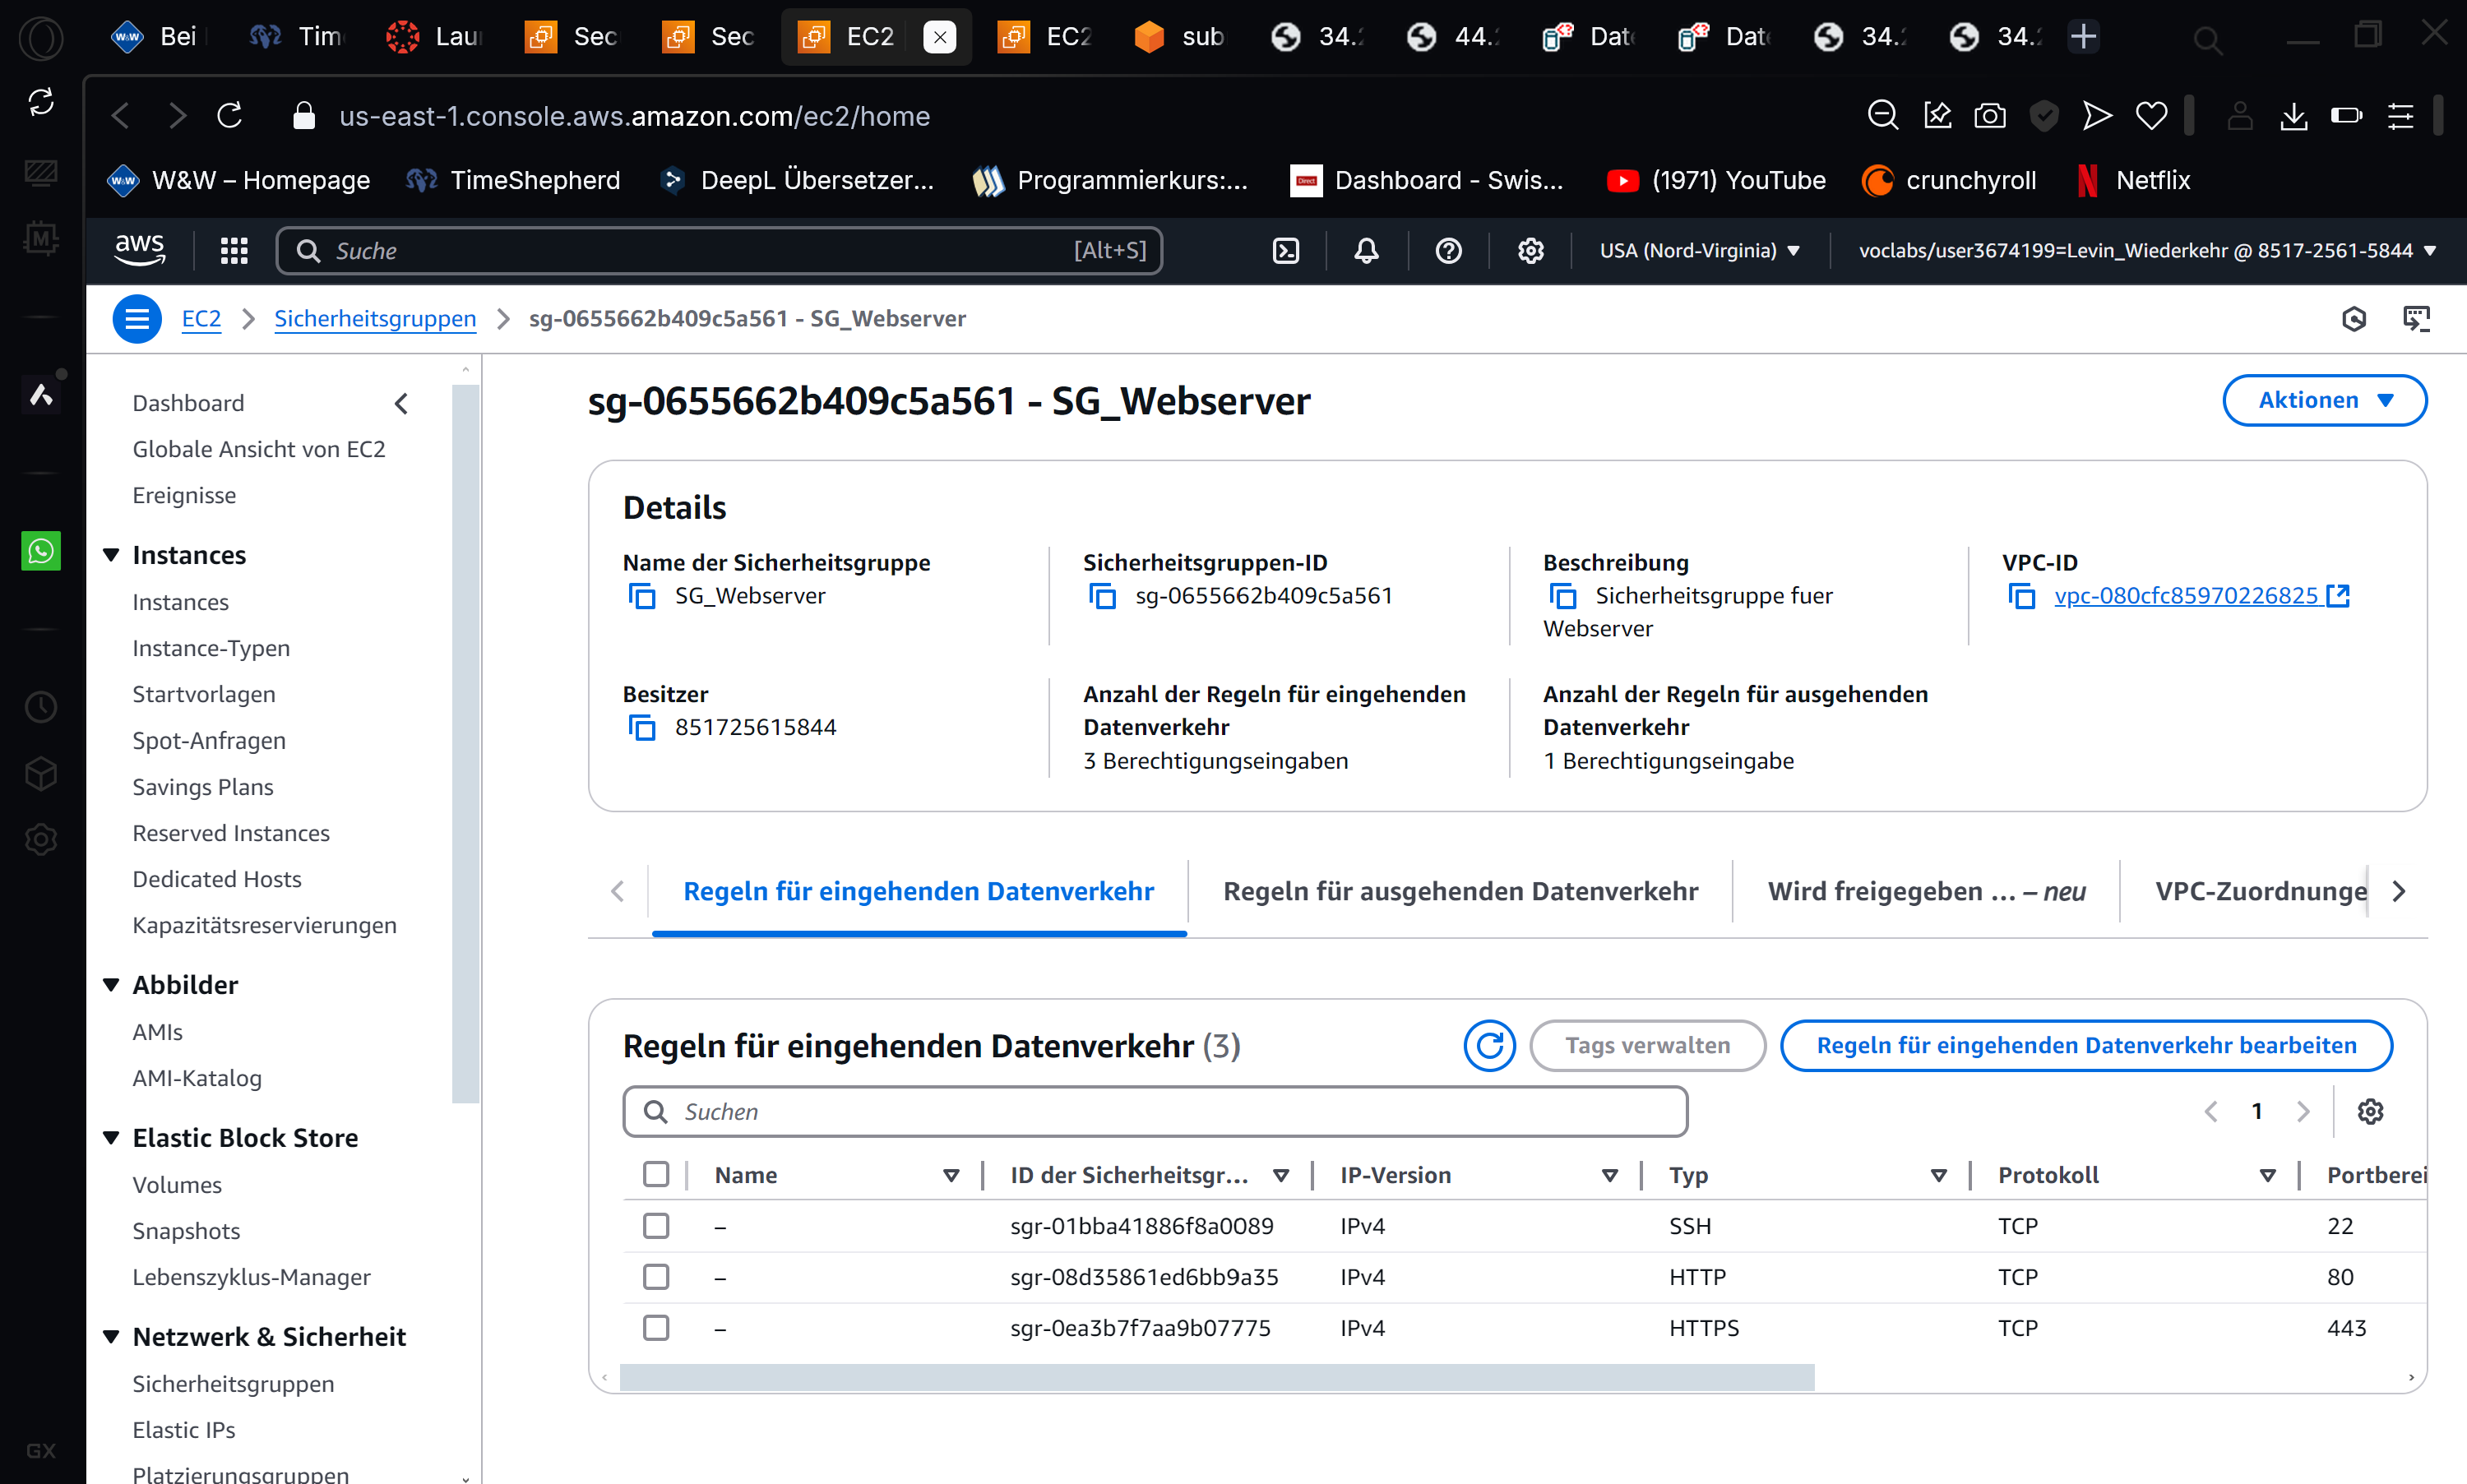 Bei
Tim
Lau
Sec
Sec
EC2
EC2
sub
34.
44.
Dat
Dat
34.
34.
us-east-1.console.aws.amazon.com/ec2/home
W&W – Homepage
TimeShepherd
DeepL Übersetzer...
Programmierkurs:...
Dashboard - Swis...
(1971) YouTube
crunchyroll
Netflix
aws
Suche
[Alt+S]
USA (Nord-Virginia)
voclabs/user3674199=Levin_Wiederkehr @ 8517-2561-5844
EC2
Sicherheitsgruppen
sg-0655662b409c5a561 - SG_Webserver
Dashboard
Globale Ansicht von EC2
Ereignisse
Instances
Instances
Instance-Typen
Startvorlagen
Spot-Anfragen
Savings Plans
Reserved Instances
Dedicated Hosts
Kapazitätsreservierungen
Abbilder
AMIs
AMI-Katalog
Elastic Block Store
Volumes
Snapshots
Lebenszyklus-Manager
Netzwerk & Sicherheit
Sicherheitsgruppen
Elastic IPs
Platzierungsgruppen
GX
sg-0655662b409c5a561 - SG_Webserver
Aktionen
Details
Name der Sicherheitsgruppe
SG_Webserver
Sicherheitsgruppen-ID
sg-0655662b409c5a561
Beschreibung
Sicherheitsgruppe fuer
Webserver
VPC-ID
vpc-080cfc85970226825
Besitzer
851725615844
Anzahl der Regeln für eingehenden
Datenverkehr
3 Berechtigungseingaben
Anzahl der Regeln für ausgehenden
Datenverkehr
1 Berechtigungseingabe
Regeln für eingehenden Datenverkehr
Regeln für ausgehenden Datenverkehr
Wird freigegeben ... – neu
VPC-Zuordnunge
Regeln für eingehenden Datenverkehr (3)
Tags verwalten
Regeln für eingehenden Datenverkehr bearbeiten
Suchen
1
Name ID der Sicherheitsgr... IP-Version Typ Protokoll Portberei
– sgr-01bba41886f8a0089 IPv4 SSH TCP 22
– sgr-08d35861ed6bb9a35 IPv4 HTTP TCP 80
– sgr-0ea3b7f7aa9b07775 IPv4 HTTPS TCP 443